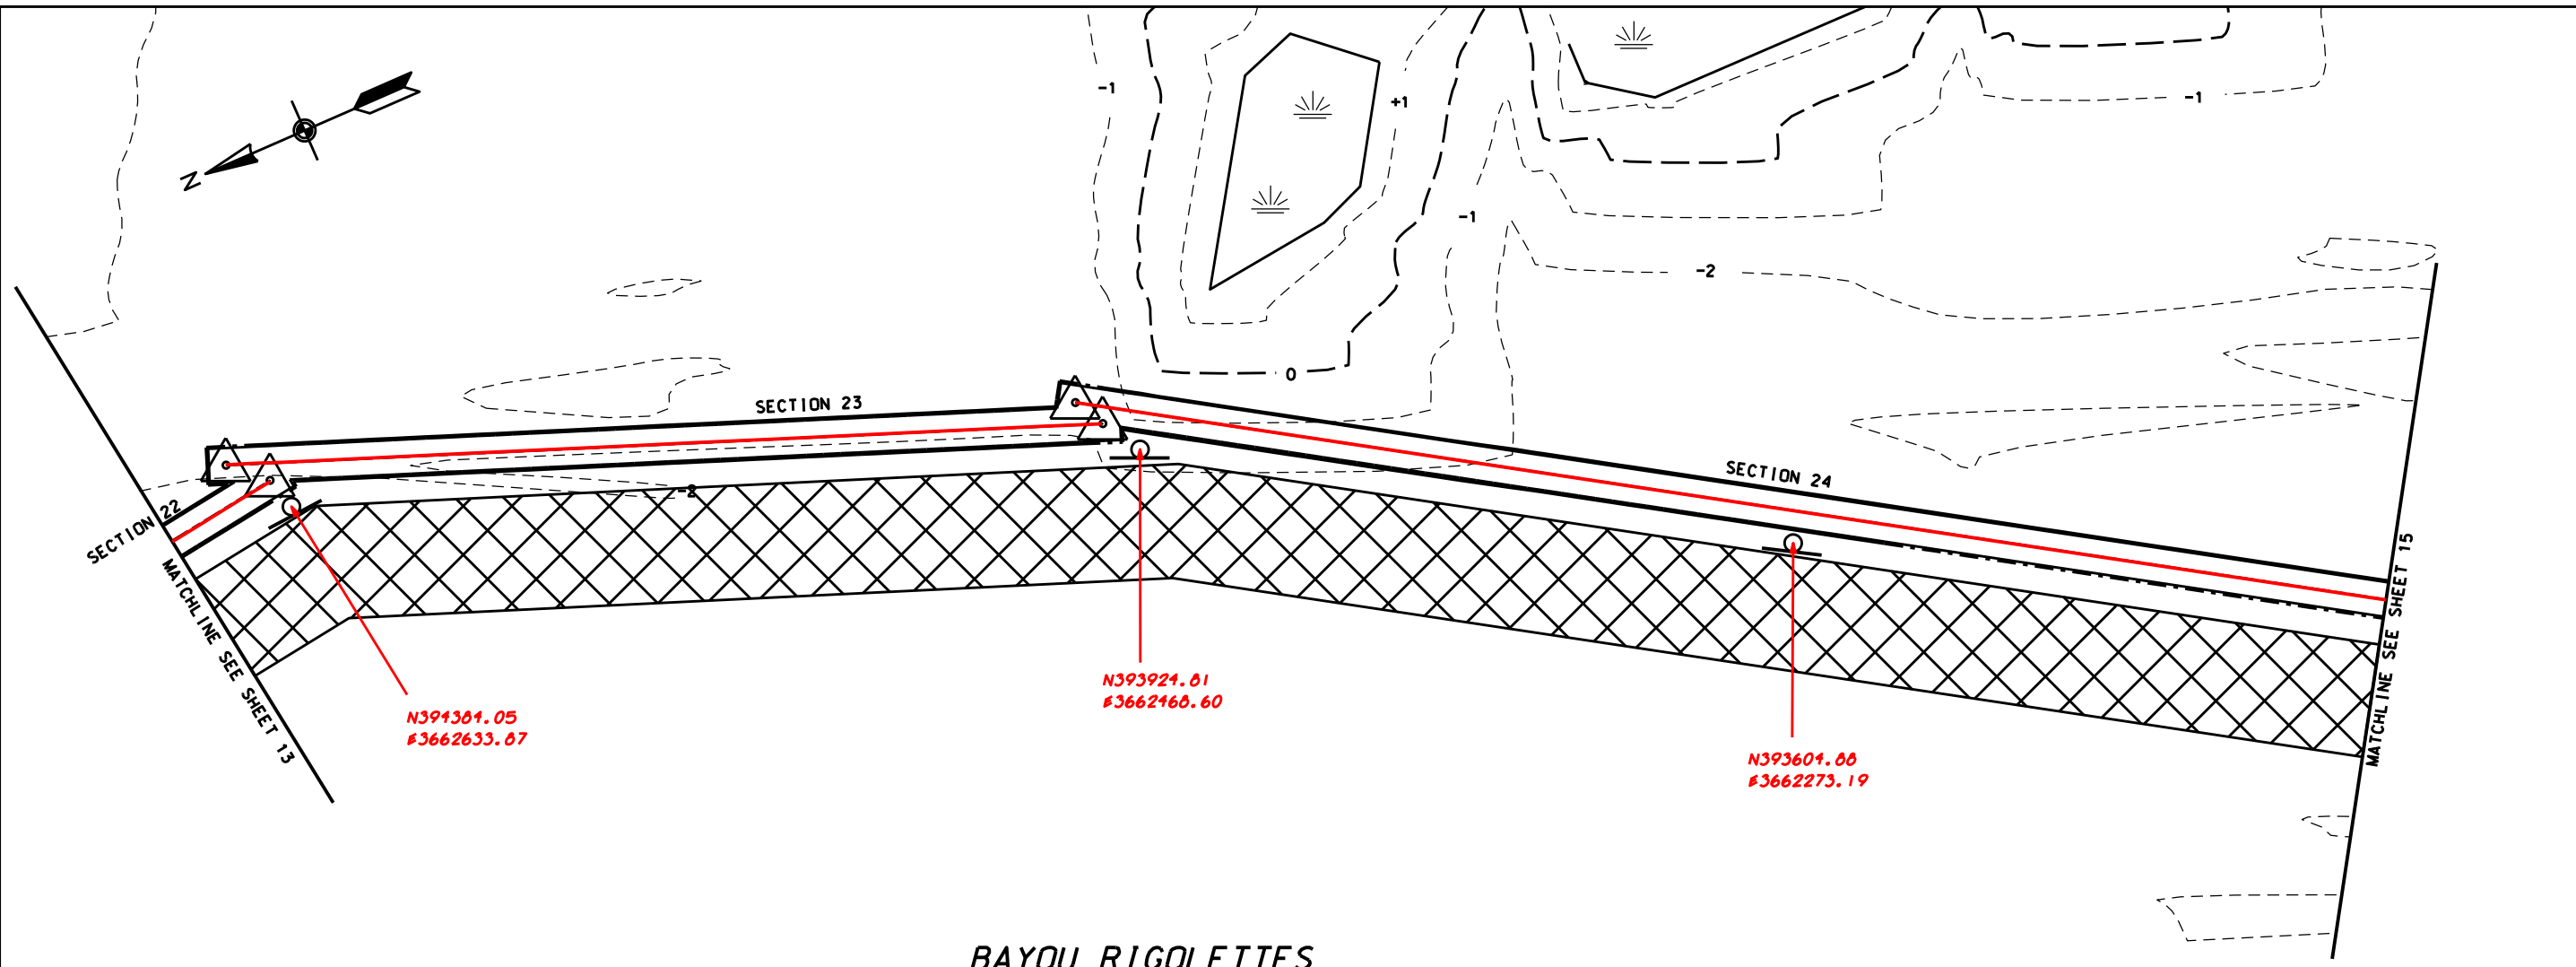 -1
+1
-1
N
-1
-2
0
SECTION 23
SECTION 24
-2
SECTION 22
MATCHLINE SEE SHEET 13
MATCHLINE SEE SHEET 15
N394384.05
E3662633.87
N393924.81
E3662468.60
N393604.88
E3662273.19
BAYOU RIGOLETTES